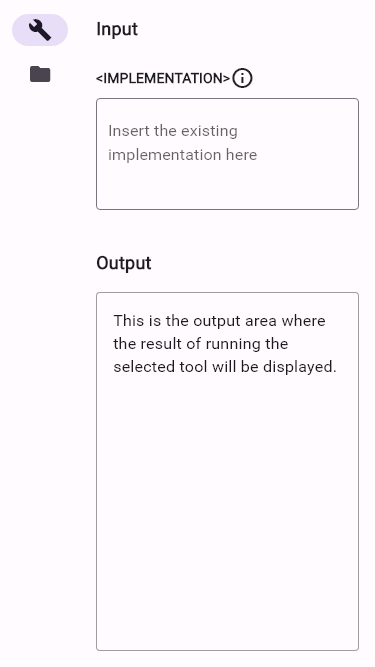 Input
<IMPLEMENTATION>
Insert the existing
implementation here
Output
This is the output area where
the result of running the
selected tool will be displayed.